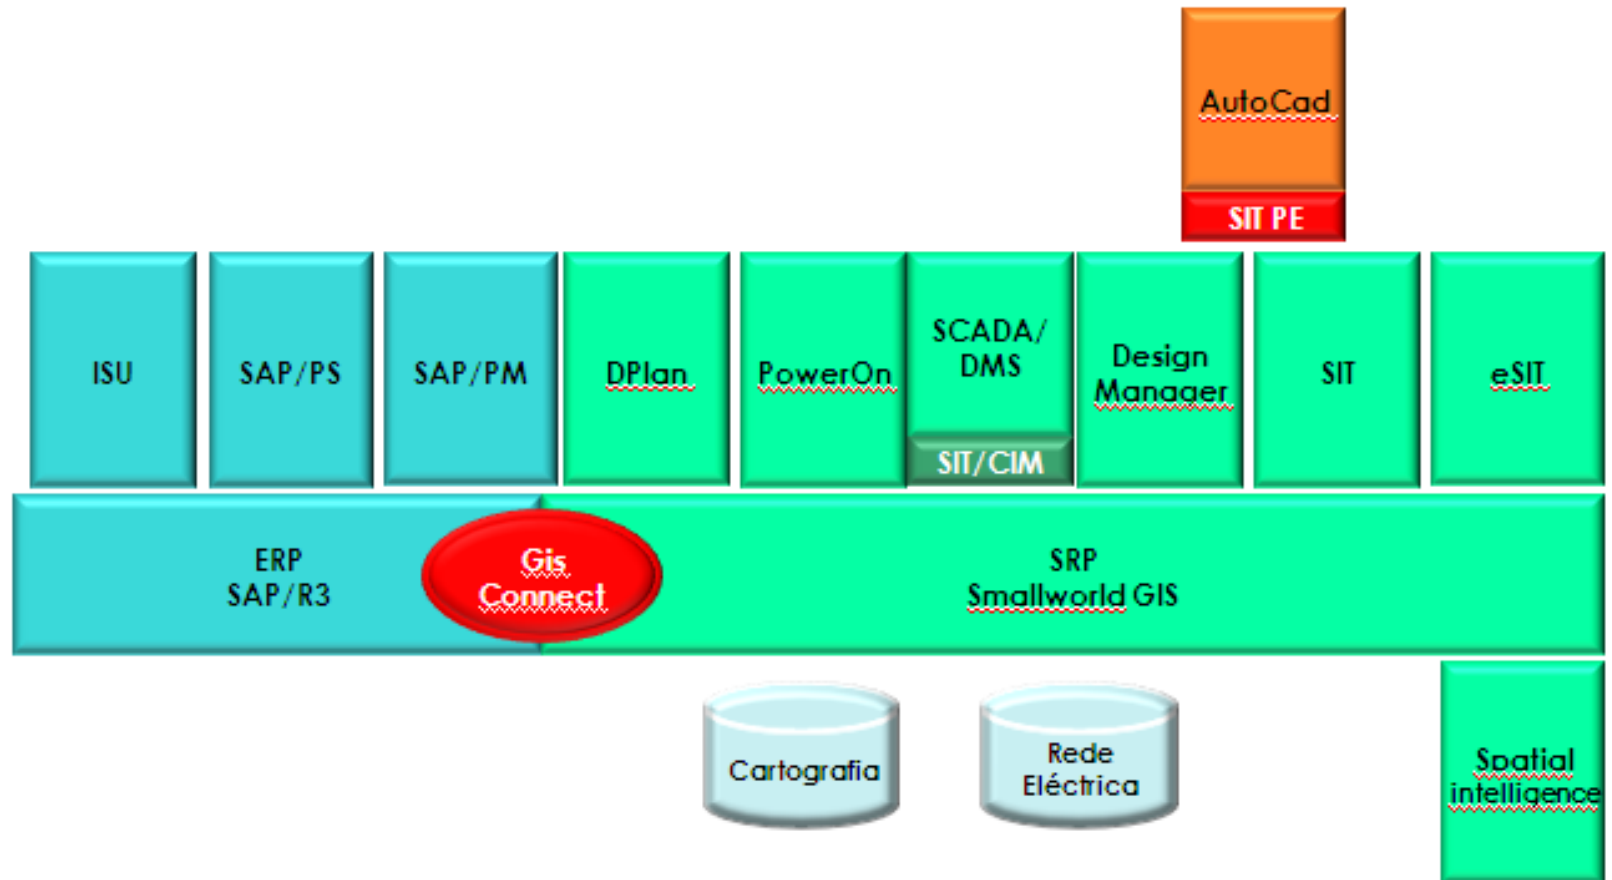 AutoCad
SIT PE
ISU
SAP/PS
SAP/PM
DPlan
PowerOn
SCADA/
DMS
SIT/CIM
Design
Manager
SIT
eSIT
ERP
SAP/R3
Gis
Connect
SRP
Smallworld GIS
Cartografia
Rede
Eléctrica
Spatial
intelligence